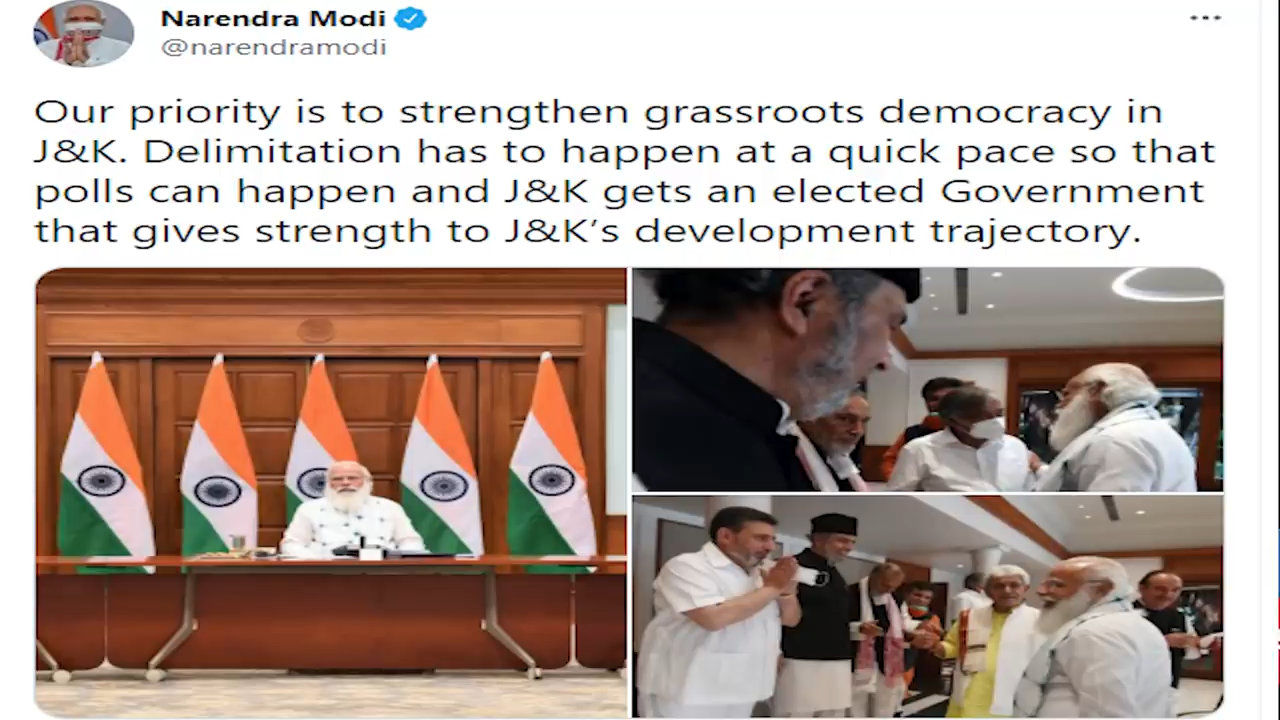 Narendra Modi
@narendramodi
Our priority is to strengthen grassroots democracy in
J&K. Delimitation has to happen at a quick pace so that
polls can happen and J&K gets an elected Government
that gives strength to J&K’s development trajectory.